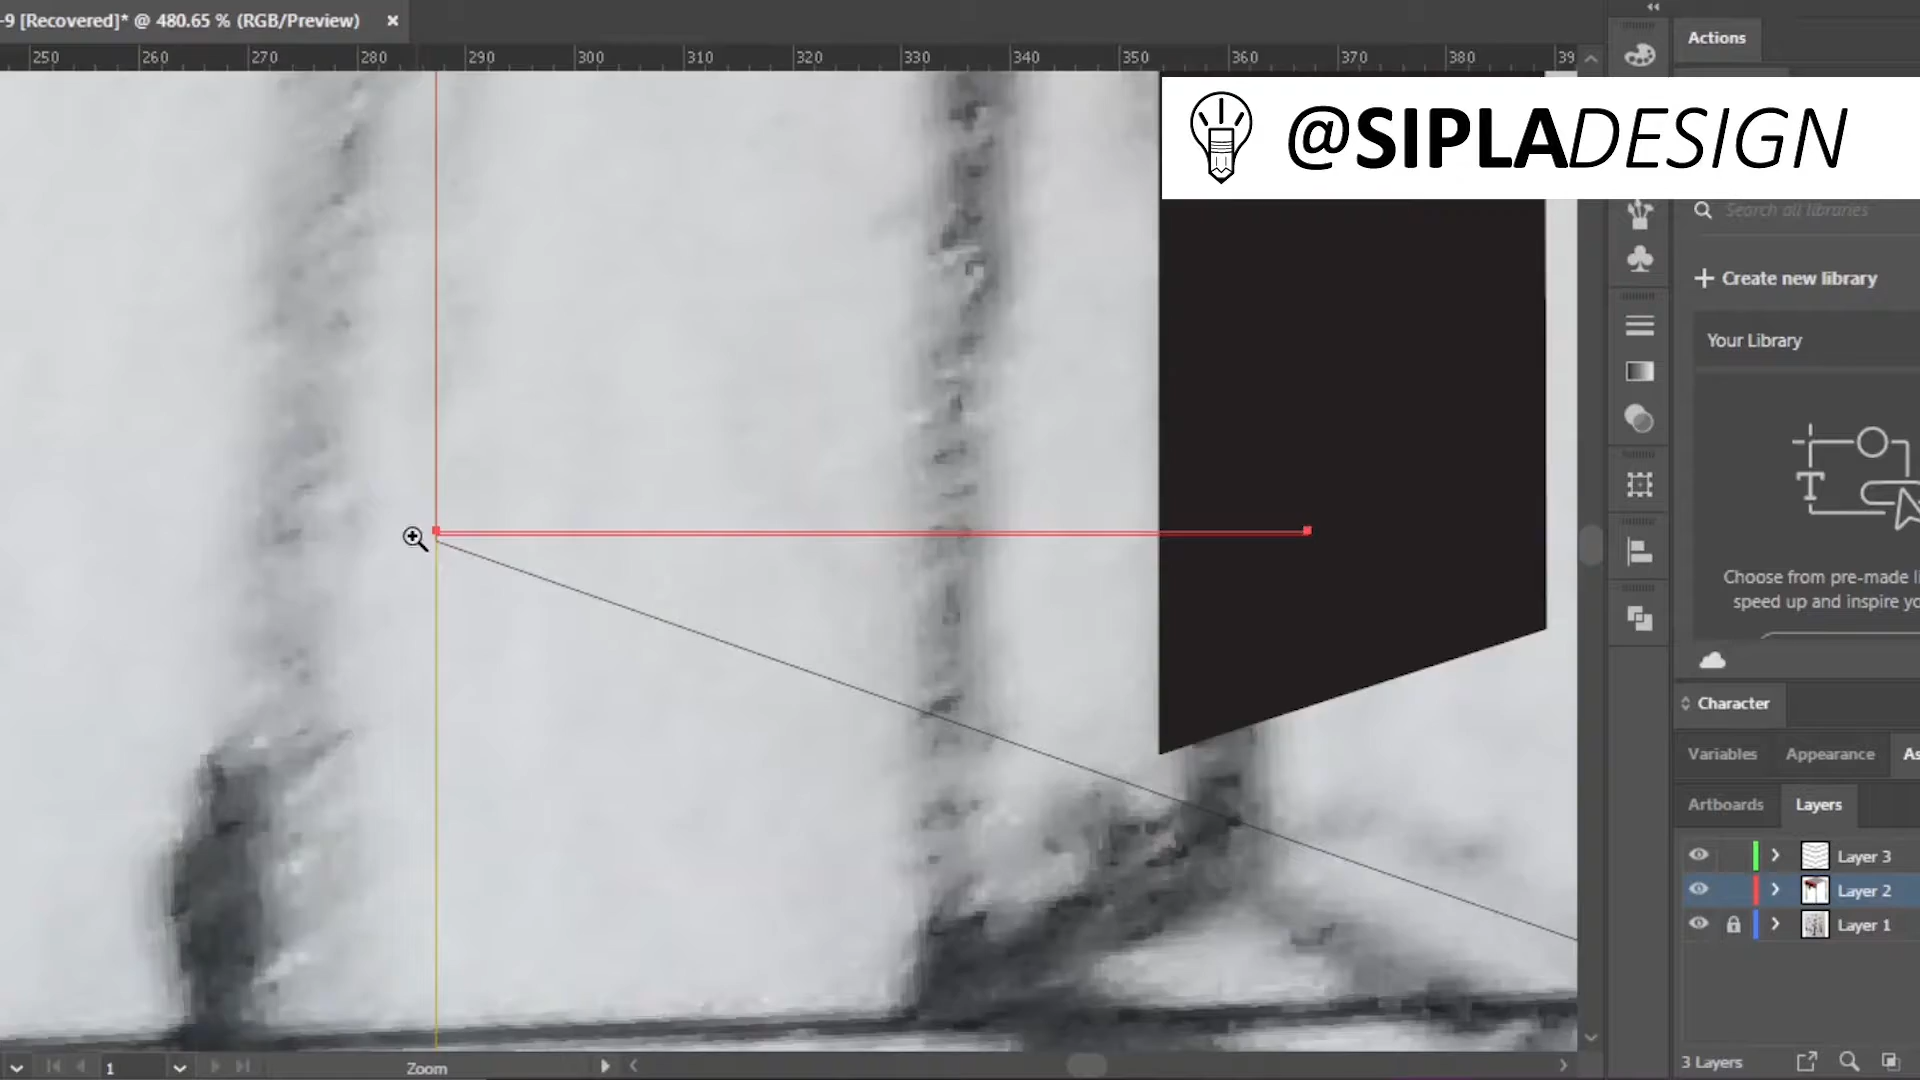 -9 [Recovered]* @ 480.65 % (RGB/Preview)
250 260 270 280 290 300 310 320 330 340 350 360 370 380 39
Actions
@SIPLADESIGN
Search all libraries
Create new library
Your Library
T
Choose from pre-made li
speed up and inspire yo
Character
Variables Appearance As
Artboards Layers
Layer 3
Layer 2
Layer 1
1 Zoom
3 Layers